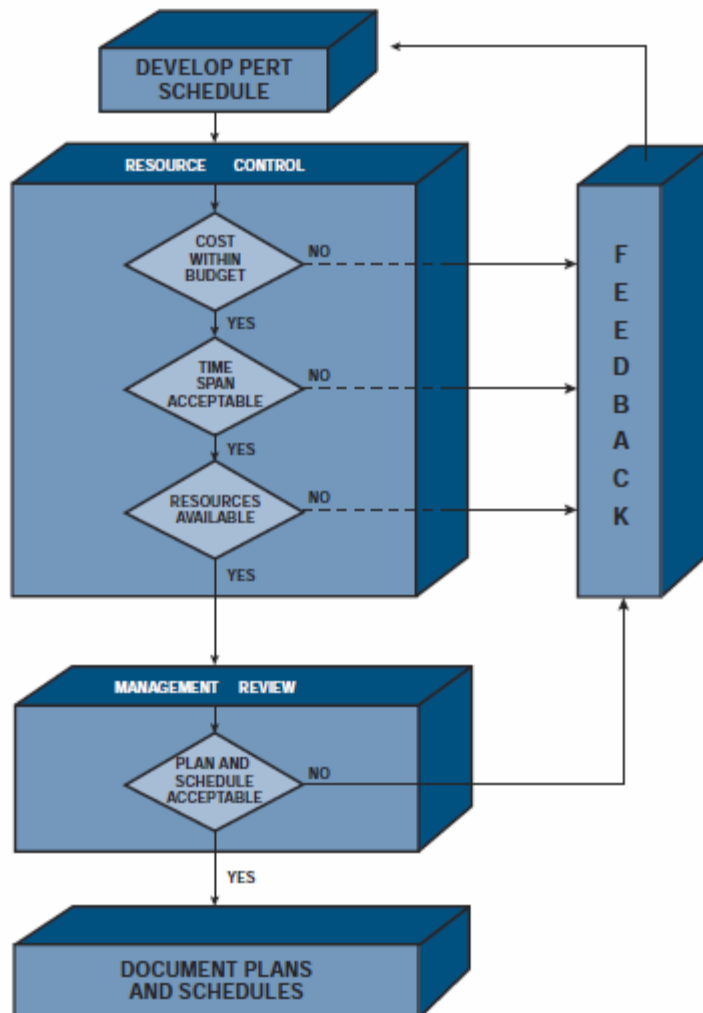 DEVELOP PERT
SCHEDULE
RESOURCE CONTROL
COST
WITHIN
BUDGET
NO
YES
TIME
SPAN
ACCEPTABLE
NO
YES
RESOURCES
AVAILABLE
NO
YES
F
E
E
D
B
A
C
K
MANAGEMENT REVIEW
PLAN AND
SCHEDULE
ACCEPTABLE
NO
YES
DOCUMENT PLANS
AND SCHEDULES